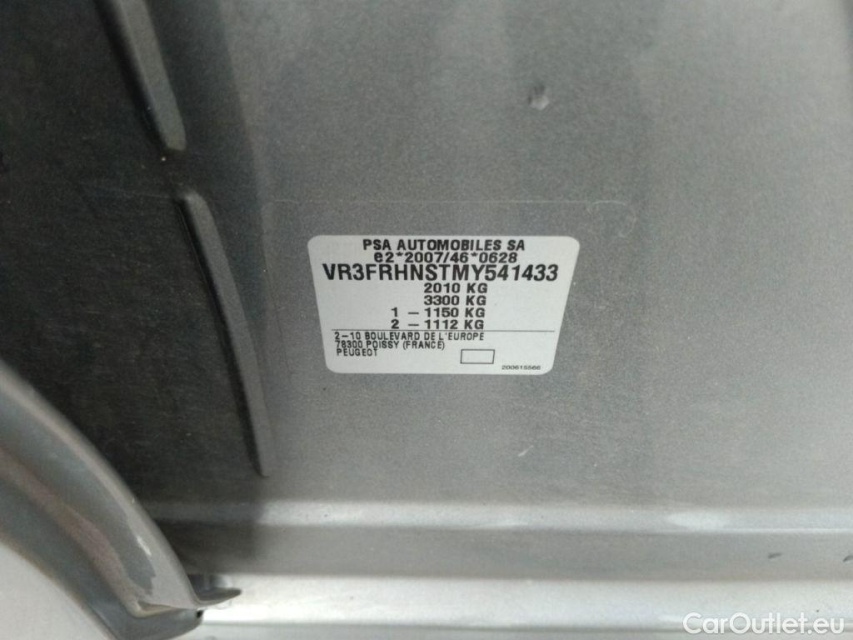 PSA AUTOMOBILES SA
e2*2007/46*0628
VR3FRHNSTMY541433
2010 KG
3300 KG
1 – 1150 KG
2 – 1112 KG
2-10 BOULEVARD DE L'EUROPE
78300 POISSY (FRANCE)
PEUGEOT
200615566
CarOutlet.eu